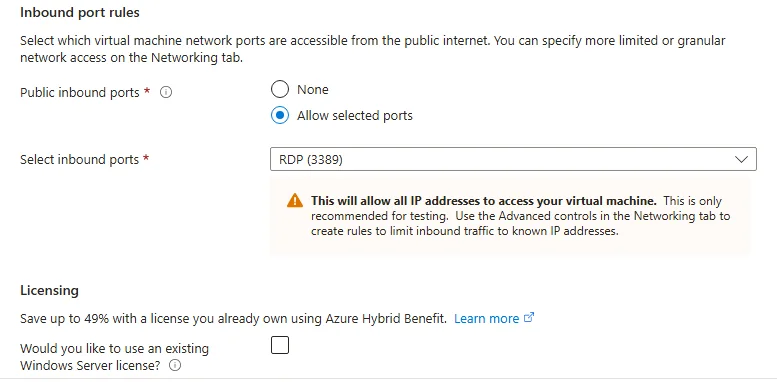 Inbound port rules
Select which virtual machine network ports are accessible from the public internet. You can specify more limited or granular
network access on the Networking tab.
Public inbound ports *
None
Allow selected ports
Select inbound ports *
RDP (3389)
This will allow all IP addresses to access your virtual machine. This is only
recommended for testing. Use the Advanced controls in the Networking tab to
create rules to limit inbound traffic to known IP addresses.
Licensing
Save up to 49% with a license you already own using Azure Hybrid Benefit. Learn more
Would you like to use an existing
Windows Server license?